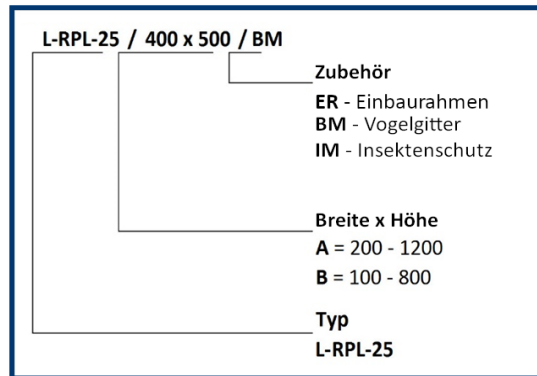 L-RPL-25 / 400 x 500 / BM
Zubehör
ER - Einbaurahmen
BM - Vogelgitter
IM - Insektenschutz
Breite x Höhe
A = 200 - 1200
B = 100 - 800
Typ
L-RPL-25